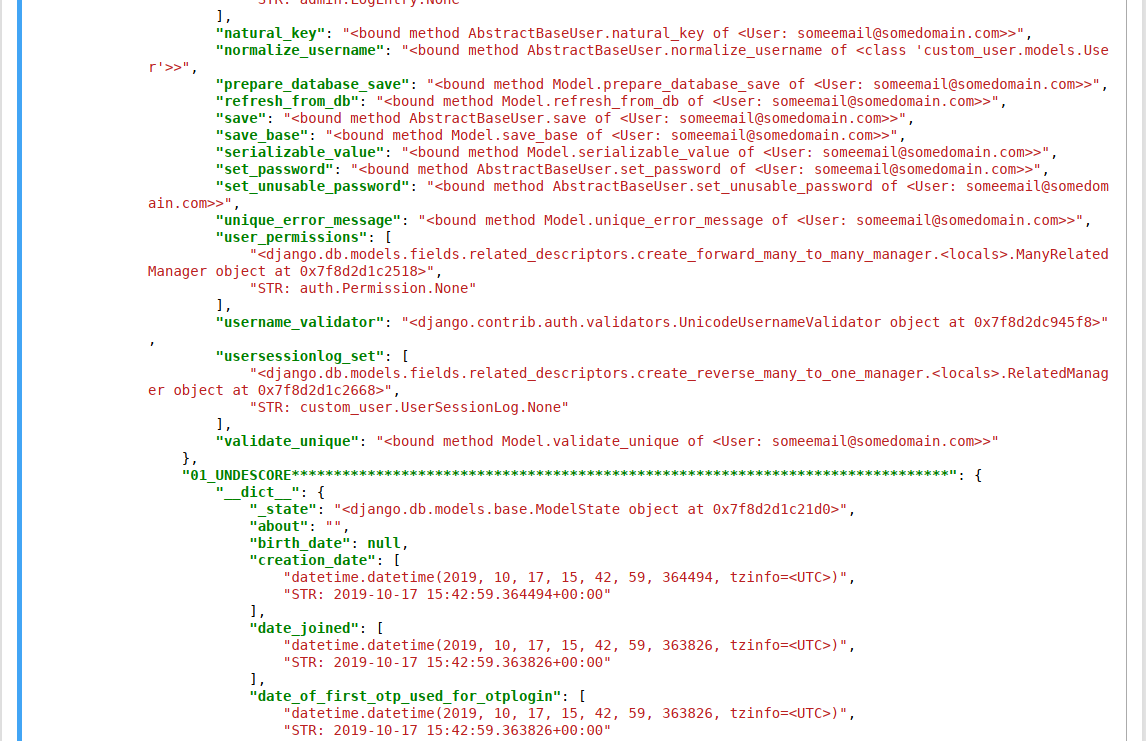 "STR: admin.LogEntry.None"
],
"natural_key": "<bound method AbstractBaseUser.natural_key of <User: someemail@somedomain.com>>",
"normalize_username": "<bound method AbstractBaseUser.normalize_username of <class 'custom_user.models.Use
r'>>",
"prepare_database_save": "<bound method Model.prepare_database_save of <User: someemail@somedomain.com>>",
"refresh_from_db": "<bound method Model.refresh_from_db of <User: someemail@somedomain.com>>",
"save": "<bound method AbstractBaseUser.save of <User: someemail@somedomain.com>>",
"save_base": "<bound method Model.save_base of <User: someemail@somedomain.com>>",
"serializable_value": "<bound method Model.serializable_value of <User: someemail@somedomain.com>>",
"set_password": "<bound method AbstractBaseUser.set_password of <User: someemail@somedomain.com>>",
"set_unusable_password": "<bound method AbstractBaseUser.set_unusable_password of <User: someemail@somedom
ain.com>>",
"unique_error_message": "<bound method Model.unique_error_message of <User: someemail@somedomain.com>>",
"user_permissions": [
"<django.db.models.fields.related_descriptors.create_forward_many_to_many_manager.<locals>.ManyRelated
Manager object at 0x7f8d2d1c2518>",
"STR: auth.Permission.None"
],
"username_validator": "<django.contrib.auth.validators.UnicodeUsernameValidator object at 0x7f8d2dc945f8>"
,
"usersessionlog_set": [
"<django.db.models.fields.related_descriptors.create_reverse_many_to_one_manager.<locals>.RelatedManag
er object at 0x7f8d2d1c2668>",
"STR: custom_user.UserSessionLog.None"
],
"validate_unique": "<bound method Model.validate_unique of <User: someemail@somedomain.com>>"
},
"01_UNDESCORE******************************************************************************": {
"__dict__": {
"_state": "<django.db.models.base.ModelState object at 0x7f8d2d1c21d0>",
"about": "",
"birth_date": null,
"creation_date": [
"datetime.datetime(2019, 10, 17, 15, 42, 59, 364494, tzinfo=<UTC>)",
"STR: 2019-10-17 15:42:59.364494+00:00"
],
"date_joined": [
"datetime.datetime(2019, 10, 17, 15, 42, 59, 363826, tzinfo=<UTC>)",
"STR: 2019-10-17 15:42:59.363826+00:00"
],
"date_of_first_otp_used_for_otplogin": [
"datetime.datetime(2019, 10, 17, 15, 42, 59, 363826, tzinfo=<UTC>)",
"STR: 2019-10-17 15:42:59.363826+00:00"